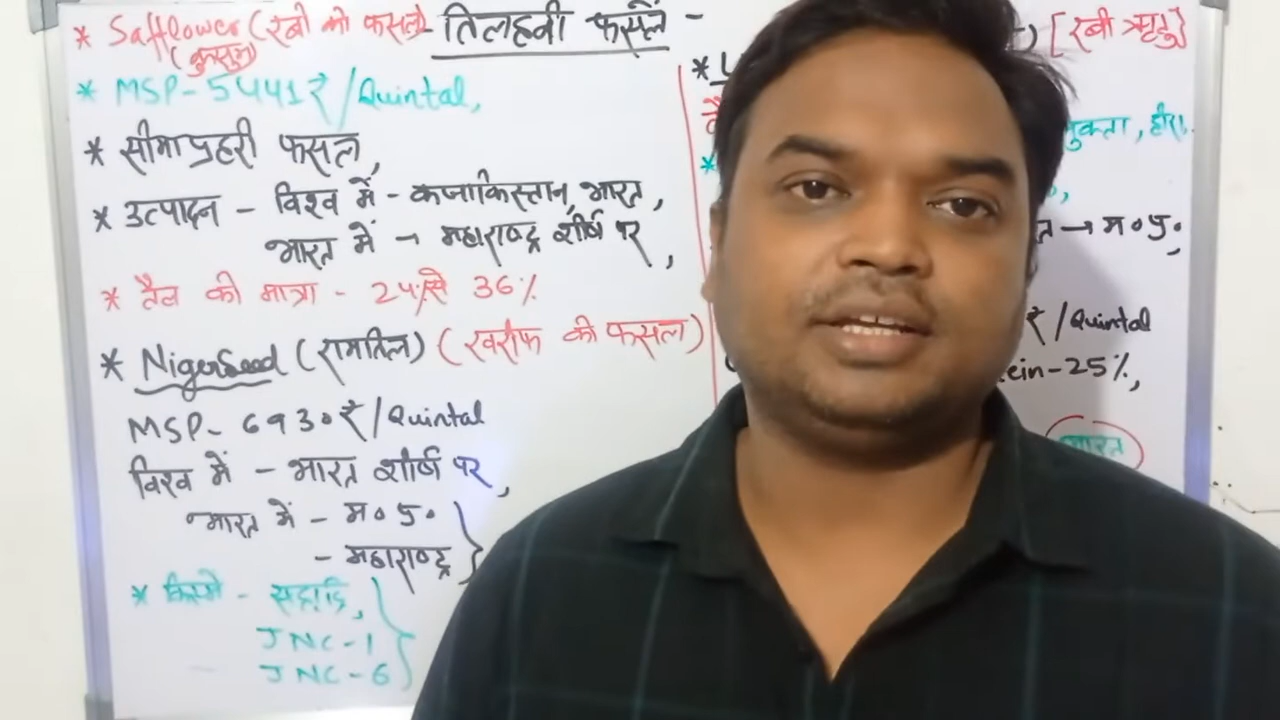 तिलहवी फसलें -
* Safflower (रबी की फसल)
(कुसुम)
* MSP- 5441₹/Quintal,
* सीमा प्रहरी फसल,
* उत्पादन - विश्व में - कजाकिस्तान, भारत,
भारत में → महाराष्ट्र शीर्ष पर,
* तैल की मात्रा - 24% से 36%
* NigerSeed (रामतिल) (खरीफ की फसल)
MSP- 6930₹/Quintal
विश्व में - भारत शीर्ष पर,
भारत में - म०प्र०
- महाराष्ट्र
* किस्में - सह्याद्रि,
JNC-1
JNC-6
[रबी ऋतु]
*
हीरा.
*
→ म०प्र०,
₹/Quintal
ein-25%,
भारत